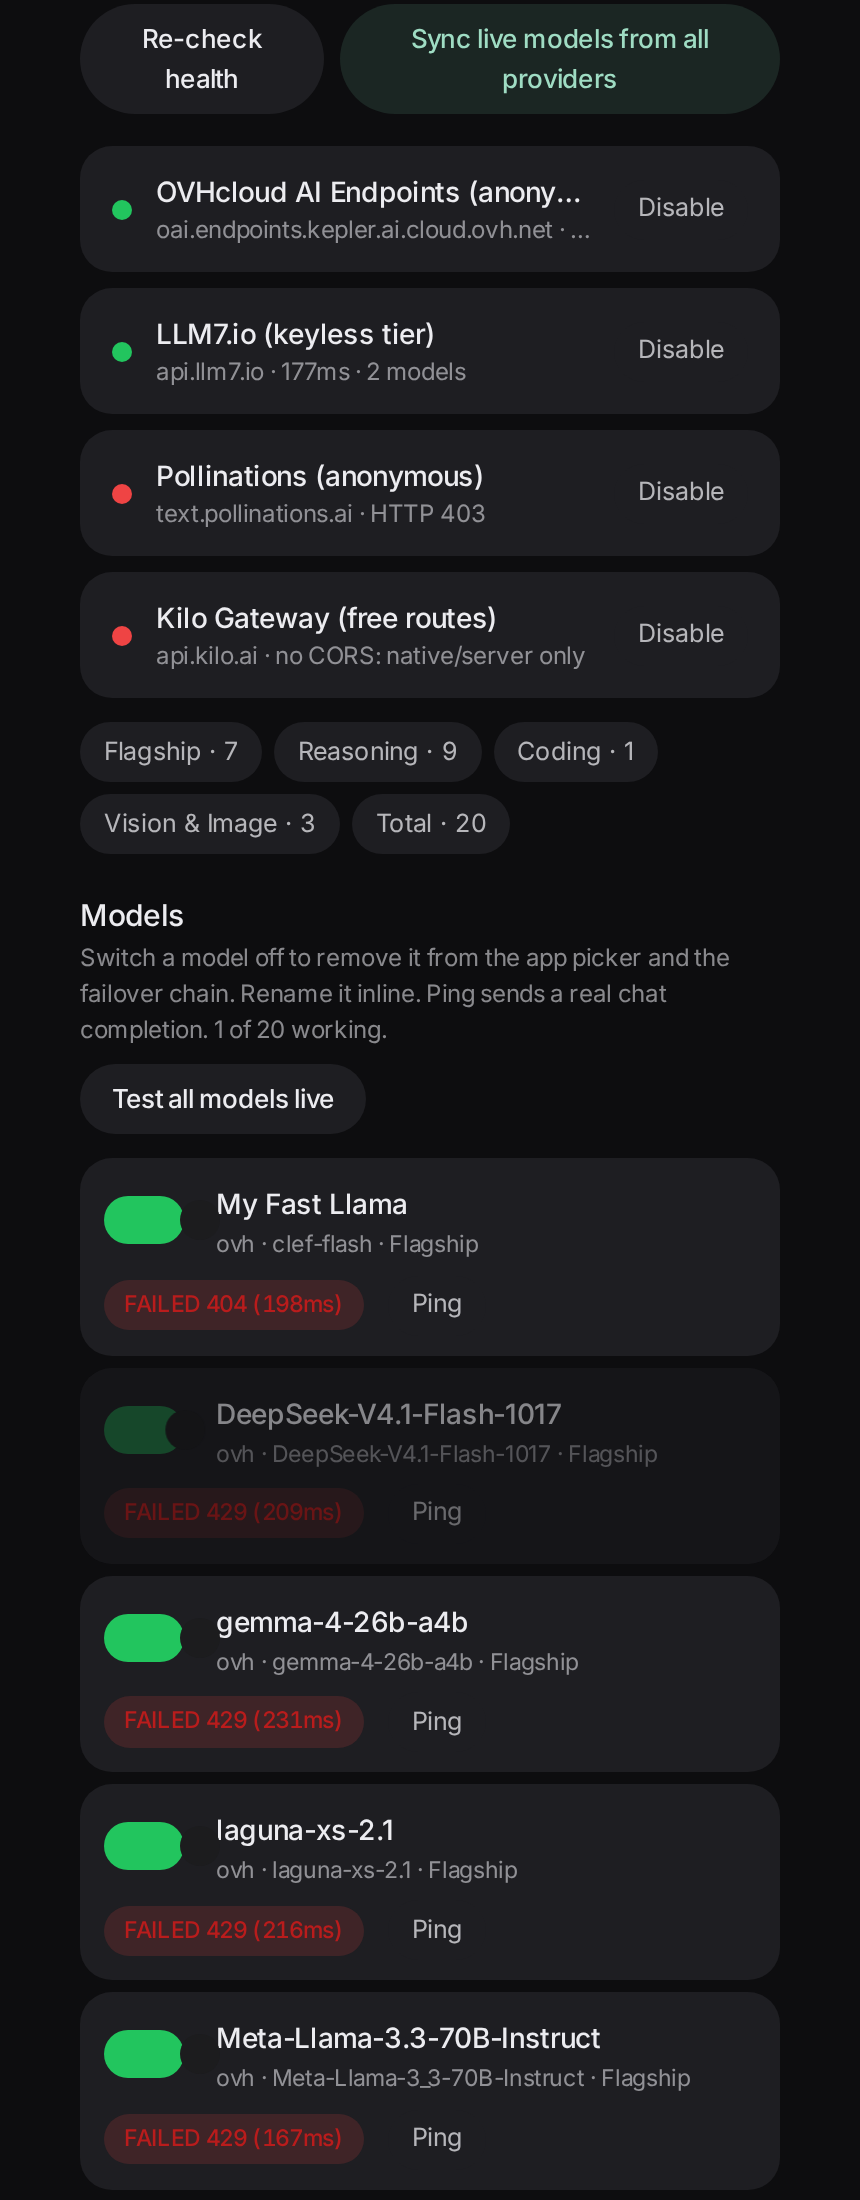 Re-check
health
Sync live models from all
providers
OVHcloud AI Endpoints (anony...
oai.endpoints.kepler.ai.cloud.ovh.net · ...
Disable
LLM7.io (keyless tier)
api.llm7.io · 177ms · 2 models
Disable
Pollinations (anonymous)
text.pollinations.ai · HTTP 403
Disable
Kilo Gateway (free routes)
api.kilo.ai · no CORS: native/server only
Disable
Flagship · 7
Reasoning · 9
Coding · 1
Vision & Image · 3
Total · 20
Models
Switch a model off to remove it from the app picker and the
failover chain. Rename it inline. Ping sends a real chat
completion. 1 of 20 working.
Test all models live
My Fast Llama
ovh · clef-flash · Flagship
FAILED 404 (198ms)
Ping
DeepSeek-V4.1-Flash-1017
ovh · DeepSeek-V4.1-Flash-1017 · Flagship
FAILED 429 (209ms)
Ping
gemma-4-26b-a4b
ovh · gemma-4-26b-a4b · Flagship
FAILED 429 (231ms)
Ping
laguna-xs-2.1
ovh · laguna-xs-2.1 · Flagship
FAILED 429 (216ms)
Ping
Meta-Llama-3.3-70B-Instruct
ovh · Meta-Llama-3_3-70B-Instruct · Flagship
FAILED 429 (167ms)
Ping